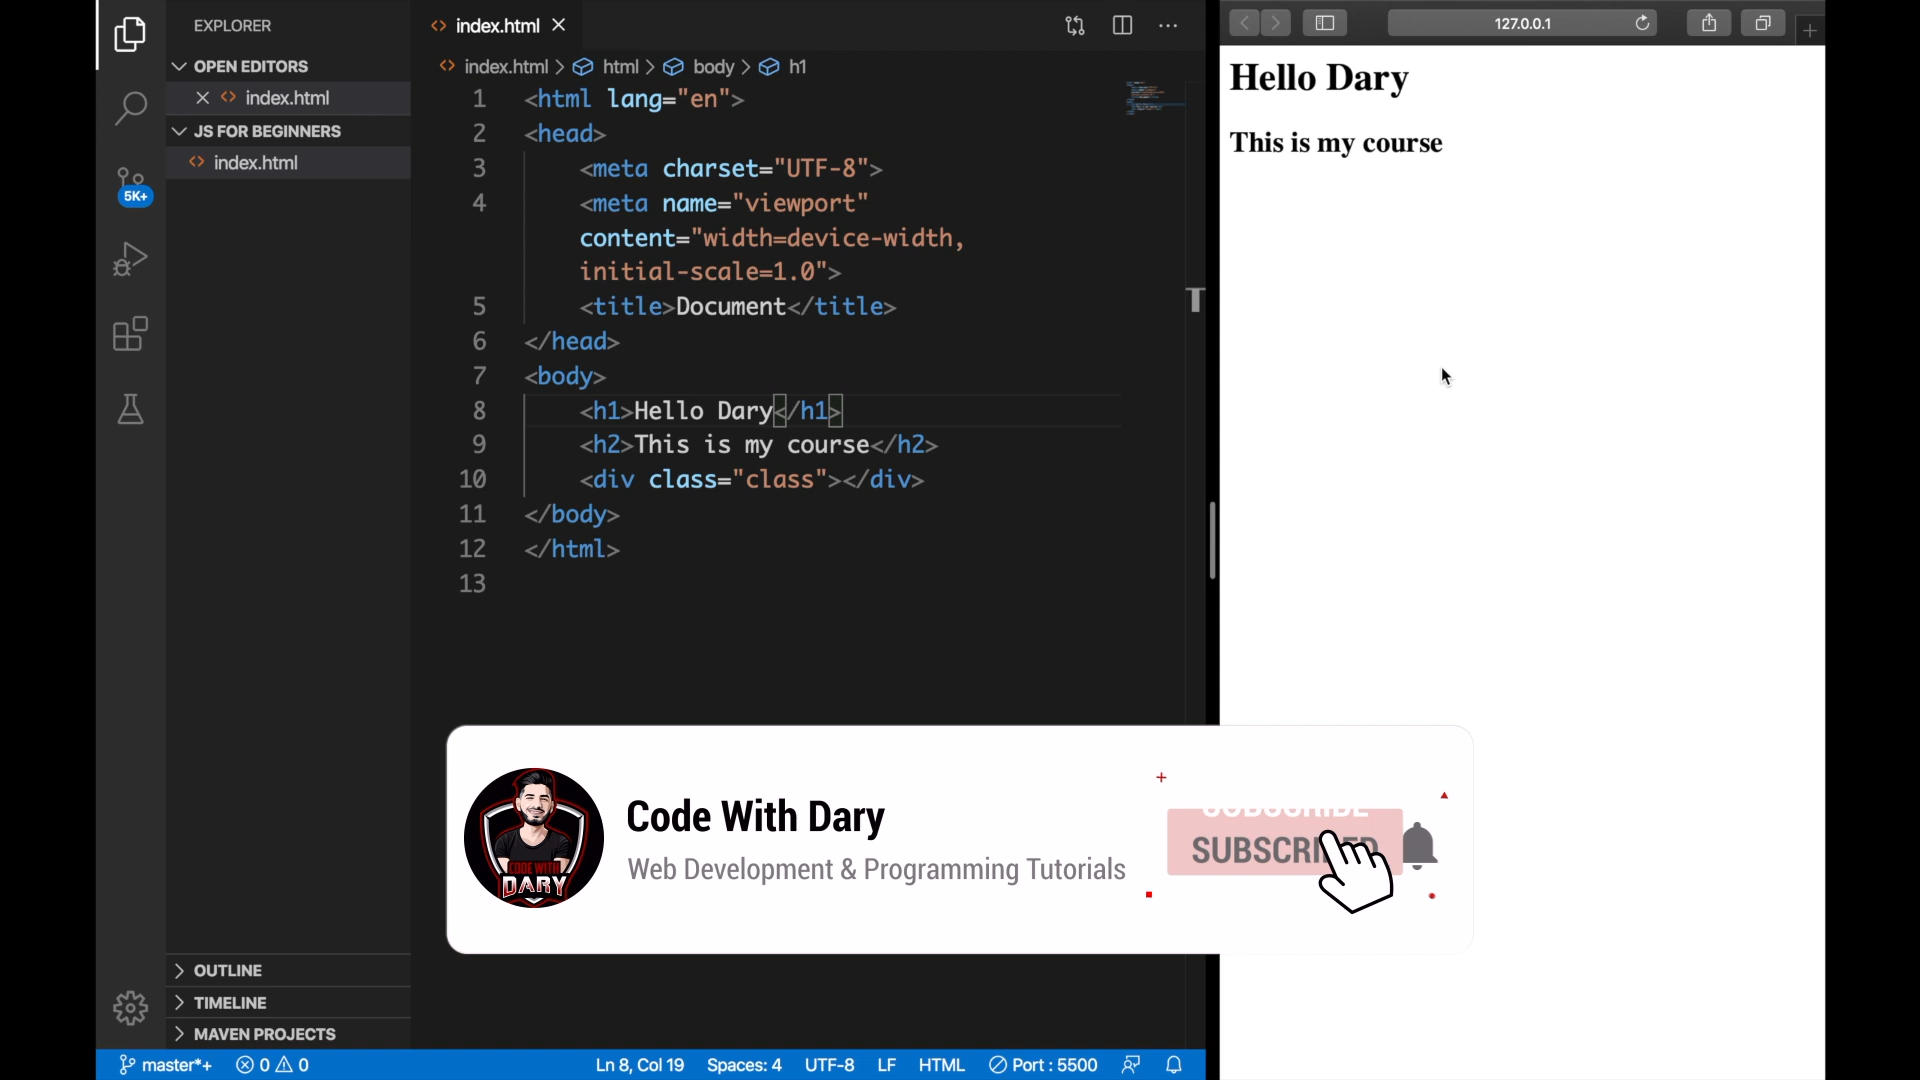 EXPLORER
OPEN EDITORS
index.html
JS FOR BEGINNERS
index.html
5K+
OUTLINE
TIMELINE
MAVEN PROJECTS
index.html
index.html > html > body > h1
1 <html lang="en">
2 <head>
3 <meta charset="UTF-8">
4 <meta name="viewport"
content="width=device-width,
initial-scale=1.0">
5 <title>Document</title>
6 </head>
7 <body>
8 <h1>Hello Dary</h1>
9 <h2>This is my course</h2>
10 <div class="class"></div>
11 </body>
12 </html>
13
127.0.0.1
Hello Dary
This is my course
CODE WITH
DARY
Code With Dary
Web Development & Programming Tutorials
SUBSCRIBE
SUBSCRIBED
master*+ 0 0 Ln 8, Col 19 Spaces: 4 UTF-8 LF HTML Port : 5500